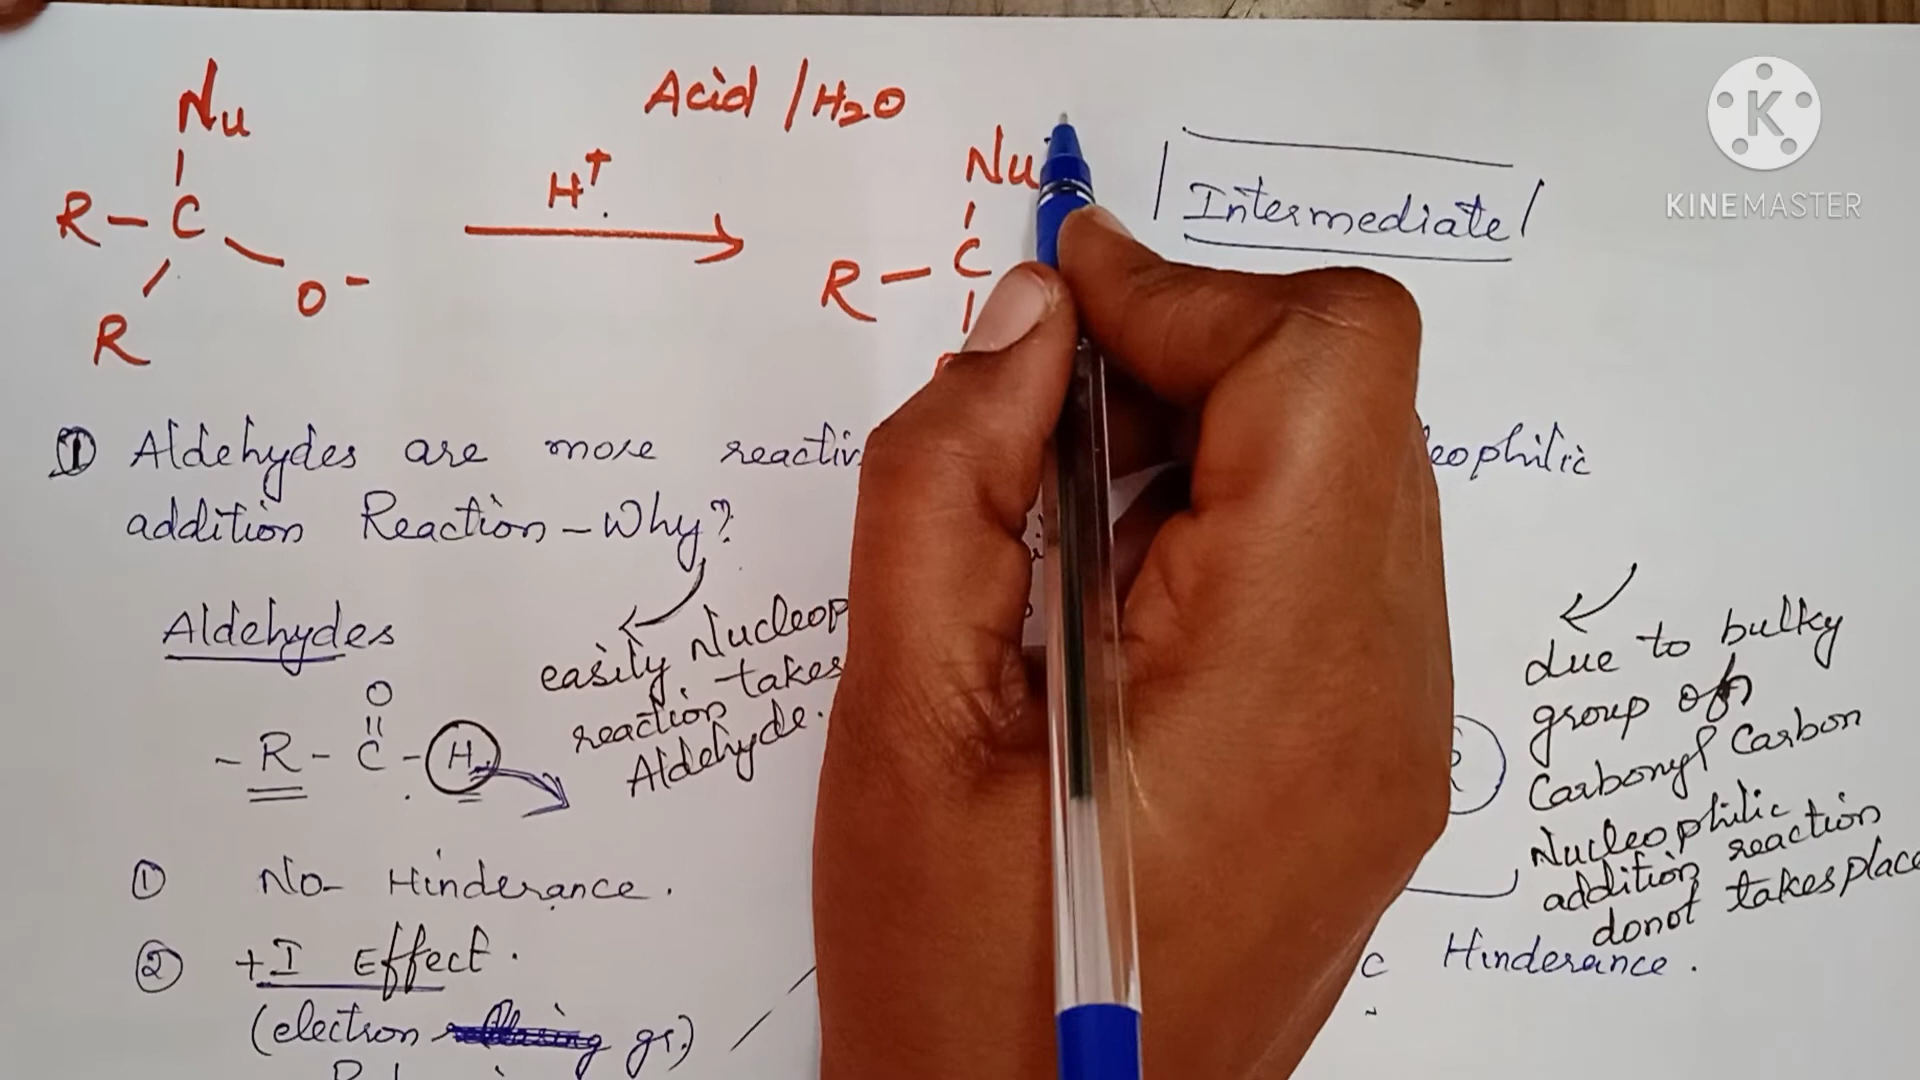 Nu
Acid / H2O
H+
Nu
Intermediate
R - C
O -
R
R - C
① Aldehydes are more reactiv
eophilic
addition Reaction - Why?
Aldehydes
easily Nucleop
reaction takes
Aldehyde.
O
- R - C - H
due to bulky
group of
Carbonyl Carbon
Nucleophilic
addition reaction
donot takes place
① No- Hinderance.
② +I Effect.
(electron gr.)
c Hinderance.
K
KINEMASTER